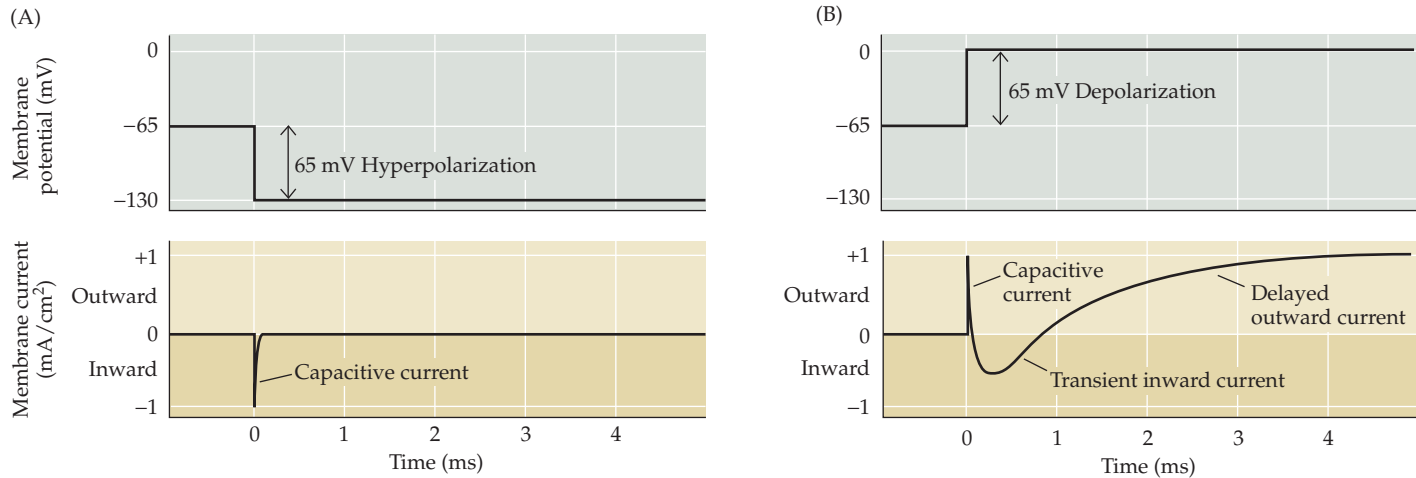 (A)
Membrane
potential (mV)
0
−65
−130
65 mV Hyperpolarization
Membrane current
(mA/cm²)
+1
Outward
0
Inward
−1
Capacitive current
0 1 2 3 4
Time (ms)
(B)
0
−65
−130
65 mV Depolarization
+1
Outward
0
Inward
−1
Capacitive
current
Delayed
outward current
Transient inward current
0 1 2 3 4
Time (ms)